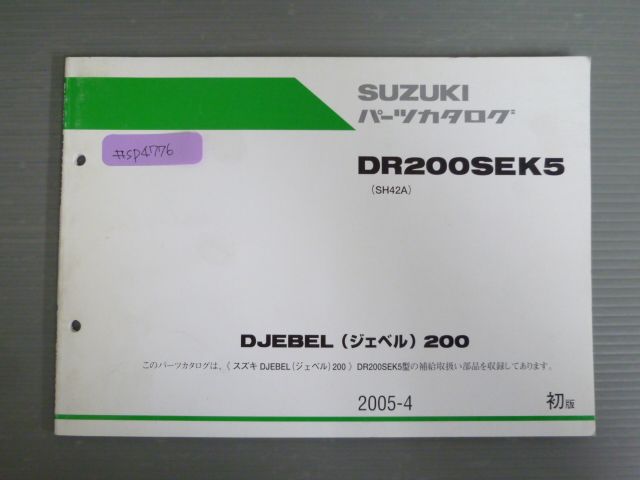 SUZUKI
パーツカタログ
#SP4776
DR200SEK5
(SH42A)
DJEBEL (ジェベル) 200
このパーツカタログは、《スズキ DJEBEL (ジェベル) 200 》 DR200SEK5型の補給取扱い部品を収録してあります。
2005-4
初版